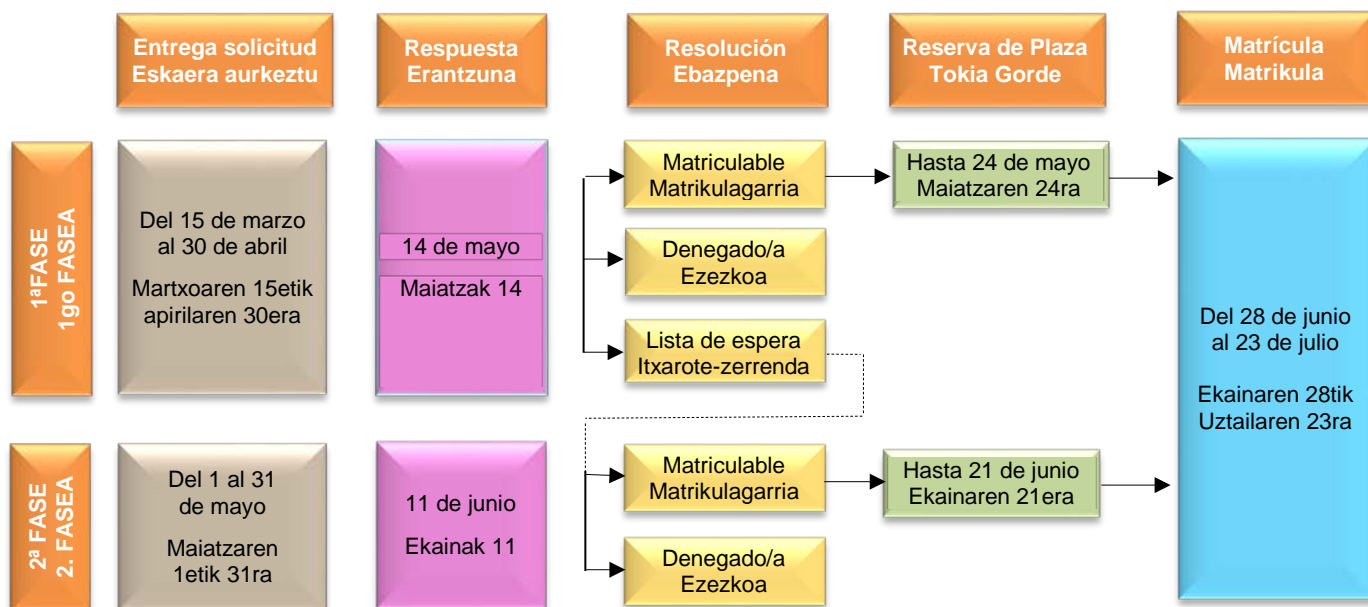 Entrega solicitud
Eskaera aurkeztu
Respuesta
Erantzuna
Resolución
Ebazpena
Reserva de Plaza
Tokia Gorde
Matrícula
Matrikula
1ªFASE
1go FASEA
Del 15 de marzo
al 30 de abril
Martxoaren 15etik
apirilaren 30era
14 de mayo
Maiatzak 14
Matriculable
Matrikulagarria
Denegado/a
Ezezkoa
Lista de espera
Itxarote-zerrenda
Hasta 24 de mayo
Maiatzaren 24ra
Del 28 de junio
al 23 de julio
Ekainaren 28tik
Uztailaren 23ra
2ª FASE
2. FASEA
Del 1 al 31
de mayo
Maiatzaren
1etik 31ra
11 de junio
Ekainak 11
Matriculable
Matrikulagarria
Denegado/a
Ezezkoa
Hasta 21 de junio
Ekainaren 21era